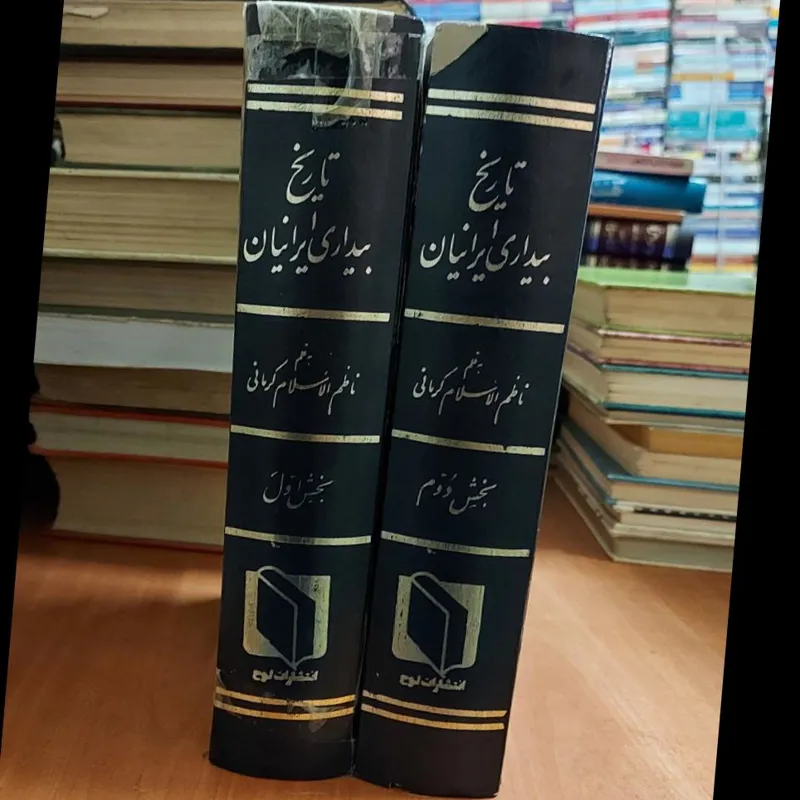 تاریخ
بیداری ایرانیان
بقلم
ناظم الاسلام کرمانی
بخش اول
انتشارات لوح
تاریخ
بیداری ایرانیان
بقلم
ناظم الاسلام کرمانی
بخش دوم
انتشارات لوح